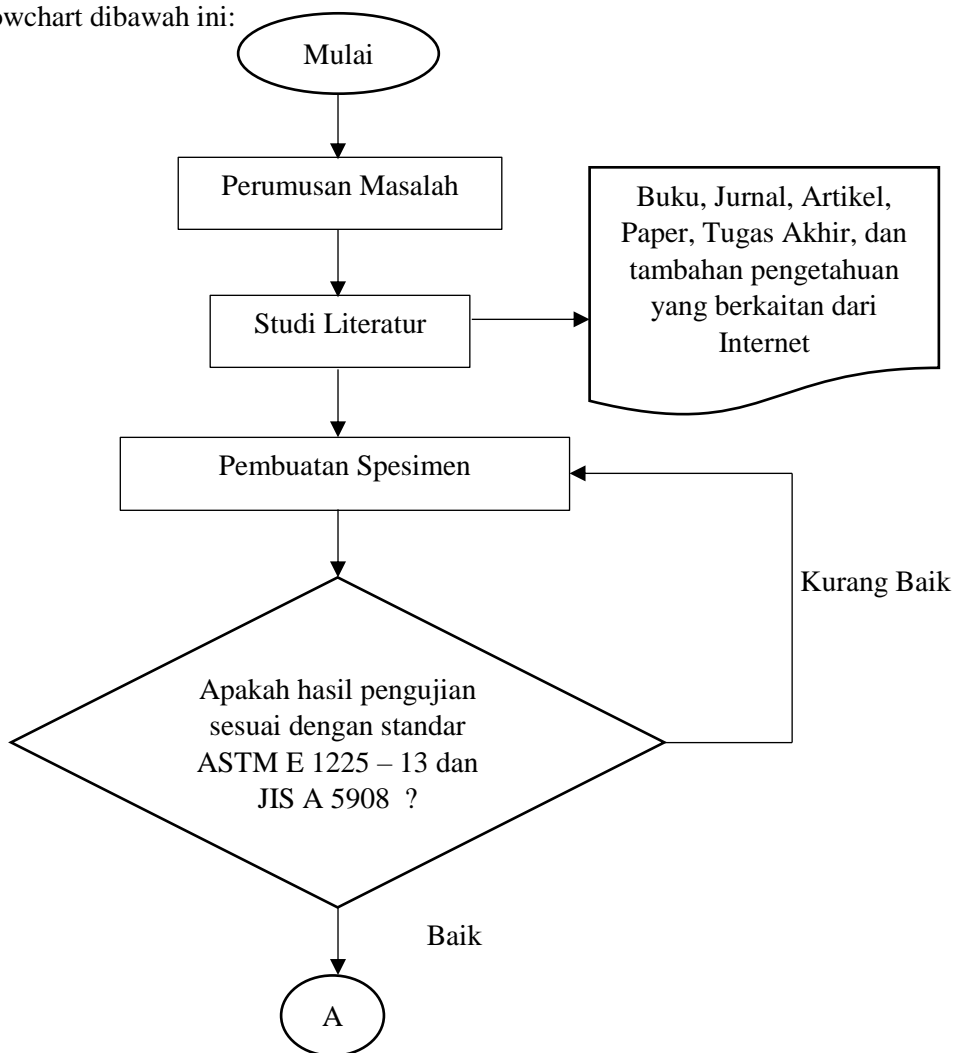 owchart dibawah ini:
Mulai
Perumusan Masalah
Buku, Jurnal, Artikel,
Paper, Tugas Akhir, dan
tambahan pengetahuan
yang berkaitan dari
Internet
Studi Literatur
Pembuatan Spesimen
Kurang Baik
Apakah hasil pengujian
sesuai dengan standar
ASTM E 1225 – 13 dan
JIS A 5908 ?
Baik
A